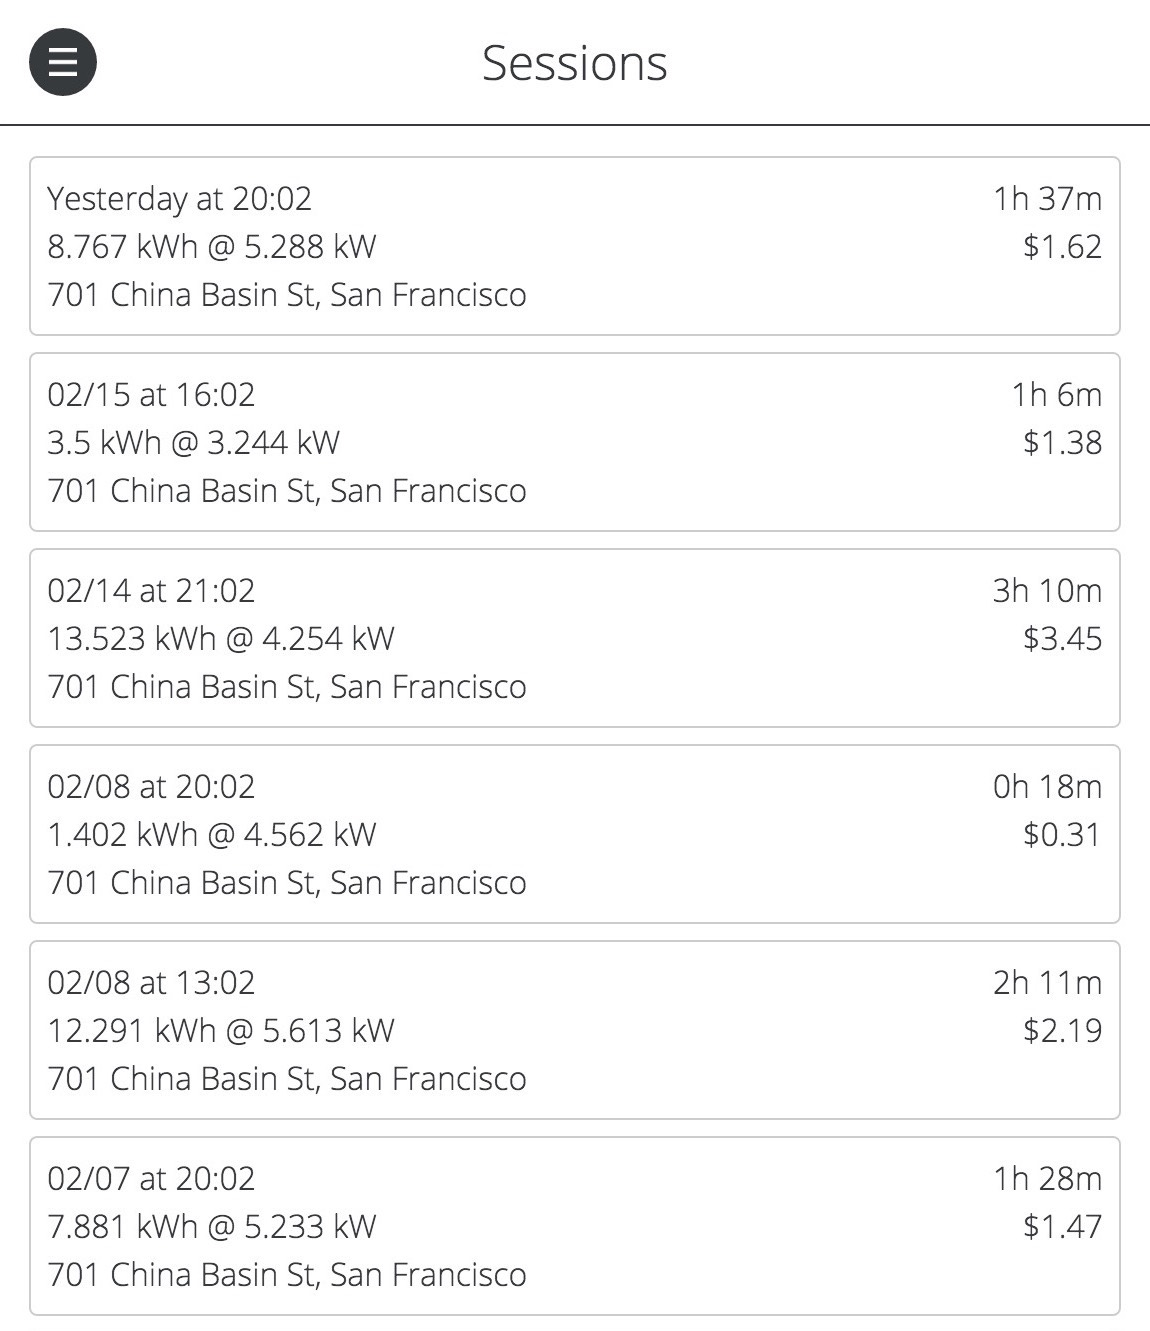 Sessions
Yesterday at 20:02 1h 37m
8.767 kWh @ 5.288 kW $1.62
701 China Basin St, San Francisco
02/15 at 16:02 1h 6m
3.5 kWh @ 3.244 kW $1.38
701 China Basin St, San Francisco
02/14 at 21:02 3h 10m
13.523 kWh @ 4.254 kW $3.45
701 China Basin St, San Francisco
02/08 at 20:02 0h 18m
1.402 kWh @ 4.562 kW $0.31
701 China Basin St, San Francisco
02/08 at 13:02 2h 11m
12.291 kWh @ 5.613 kW $2.19
701 China Basin St, San Francisco
02/07 at 20:02 1h 28m
7.881 kWh @ 5.233 kW $1.47
701 China Basin St, San Francisco